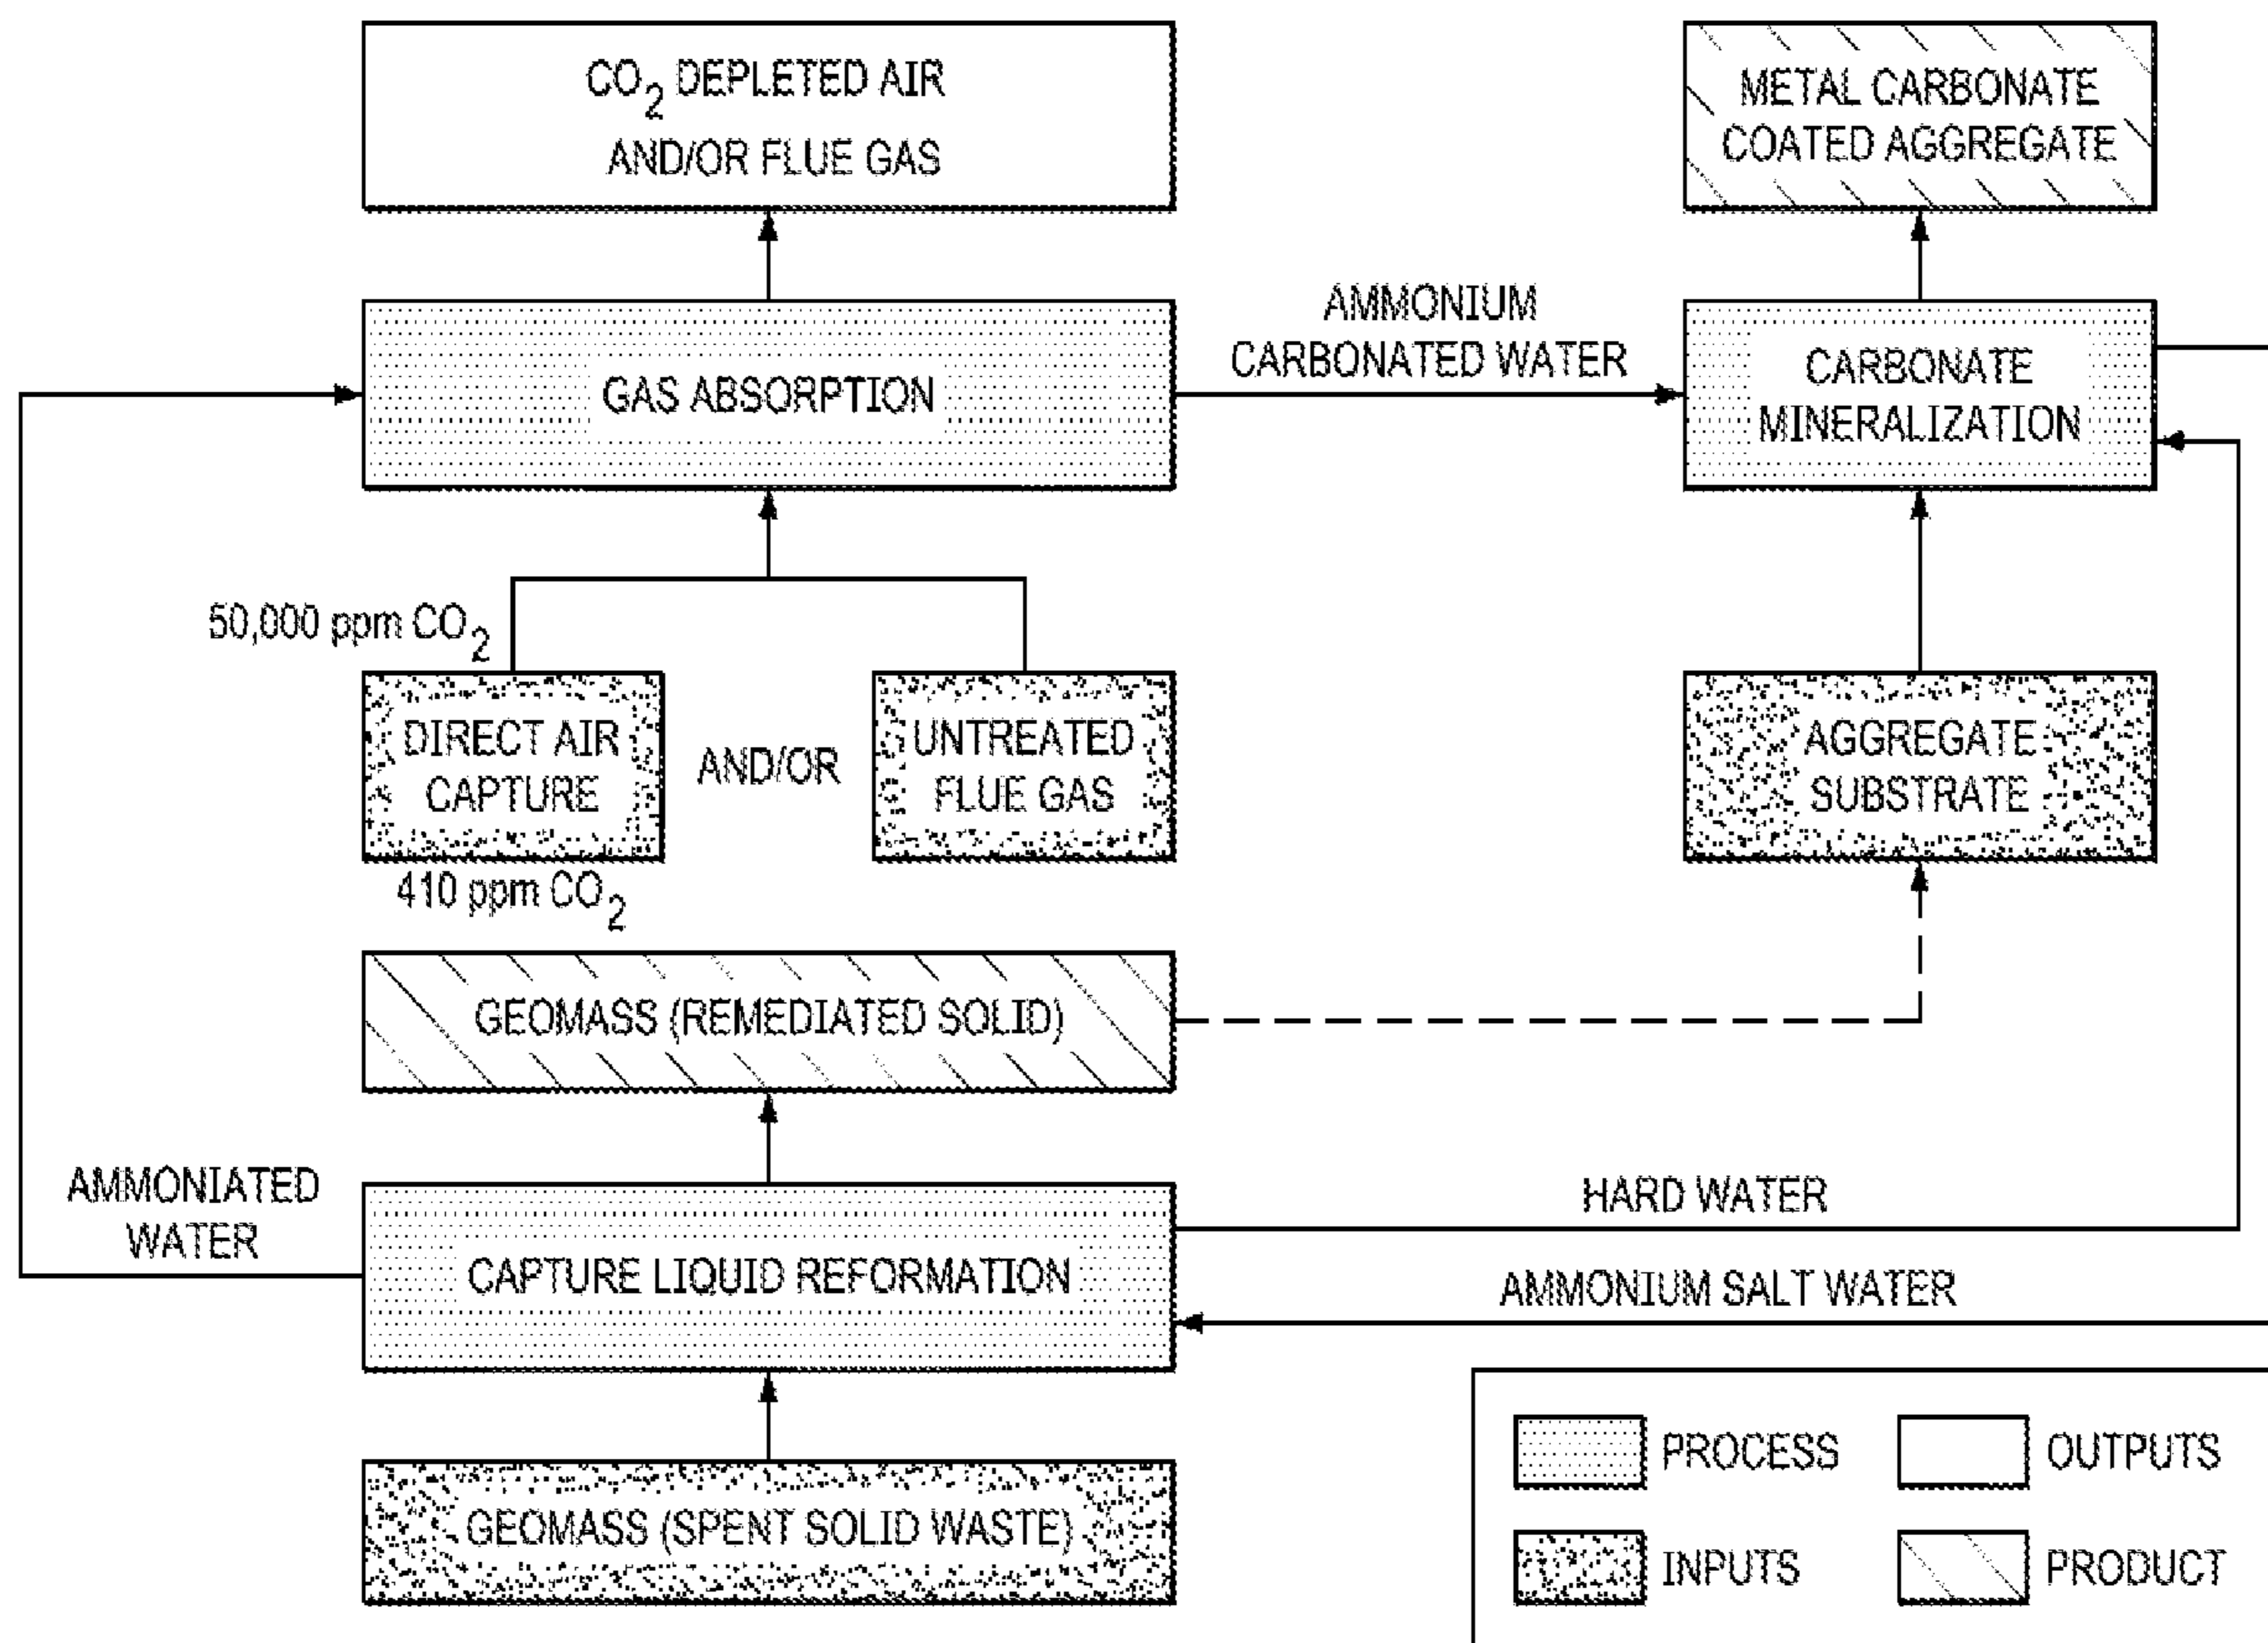 CO2 DEPLETED AIR
AND/OR FLUE GAS
METAL CARBONATE
COATED AGGREGATE
GAS ABSORPTION
AMMONIUM
CARBONATED WATER
CARBONATE
MINERALIZATION
50,000 ppm CO2
DIRECT AIR
CAPTURE
AND/OR
UNTREATED
FLUE GAS
AGGREGATE
SUBSTRATE
410 ppm CO2
GEOMASS (REMEDIATED SOLID)
AMMONIATED
WATER
HARD WATER
CAPTURE LIQUID REFORMATION
AMMONIUM SALT WATER
GEOMASS (SPENT SOLID WASTE)
PROCESS
OUTPUTS
INPUTS
PRODUCT